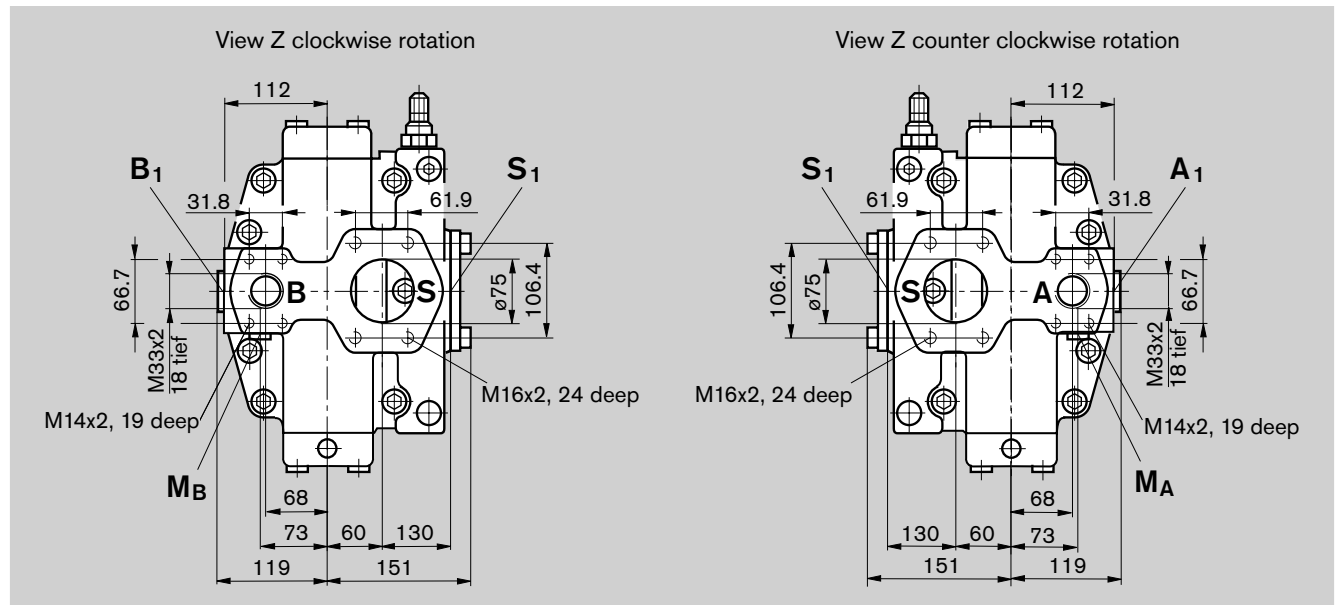 View Z clockwise rotation
112
B1
S1
31.8
61.9
66.7
B
S
ø75
106.4
M33x2
18 tief
M16x2, 24 deep
M14x2, 19 deep
MB
68
73
60
130
119
151
View Z counter clockwise rotation
112
S1
A1
61.9
31.8
106.4
ø75
S
A
66.7
M33x2
18 tief
M16x2, 24 deep
M14x2, 19 deep
MA
68
130
60
73
151
119